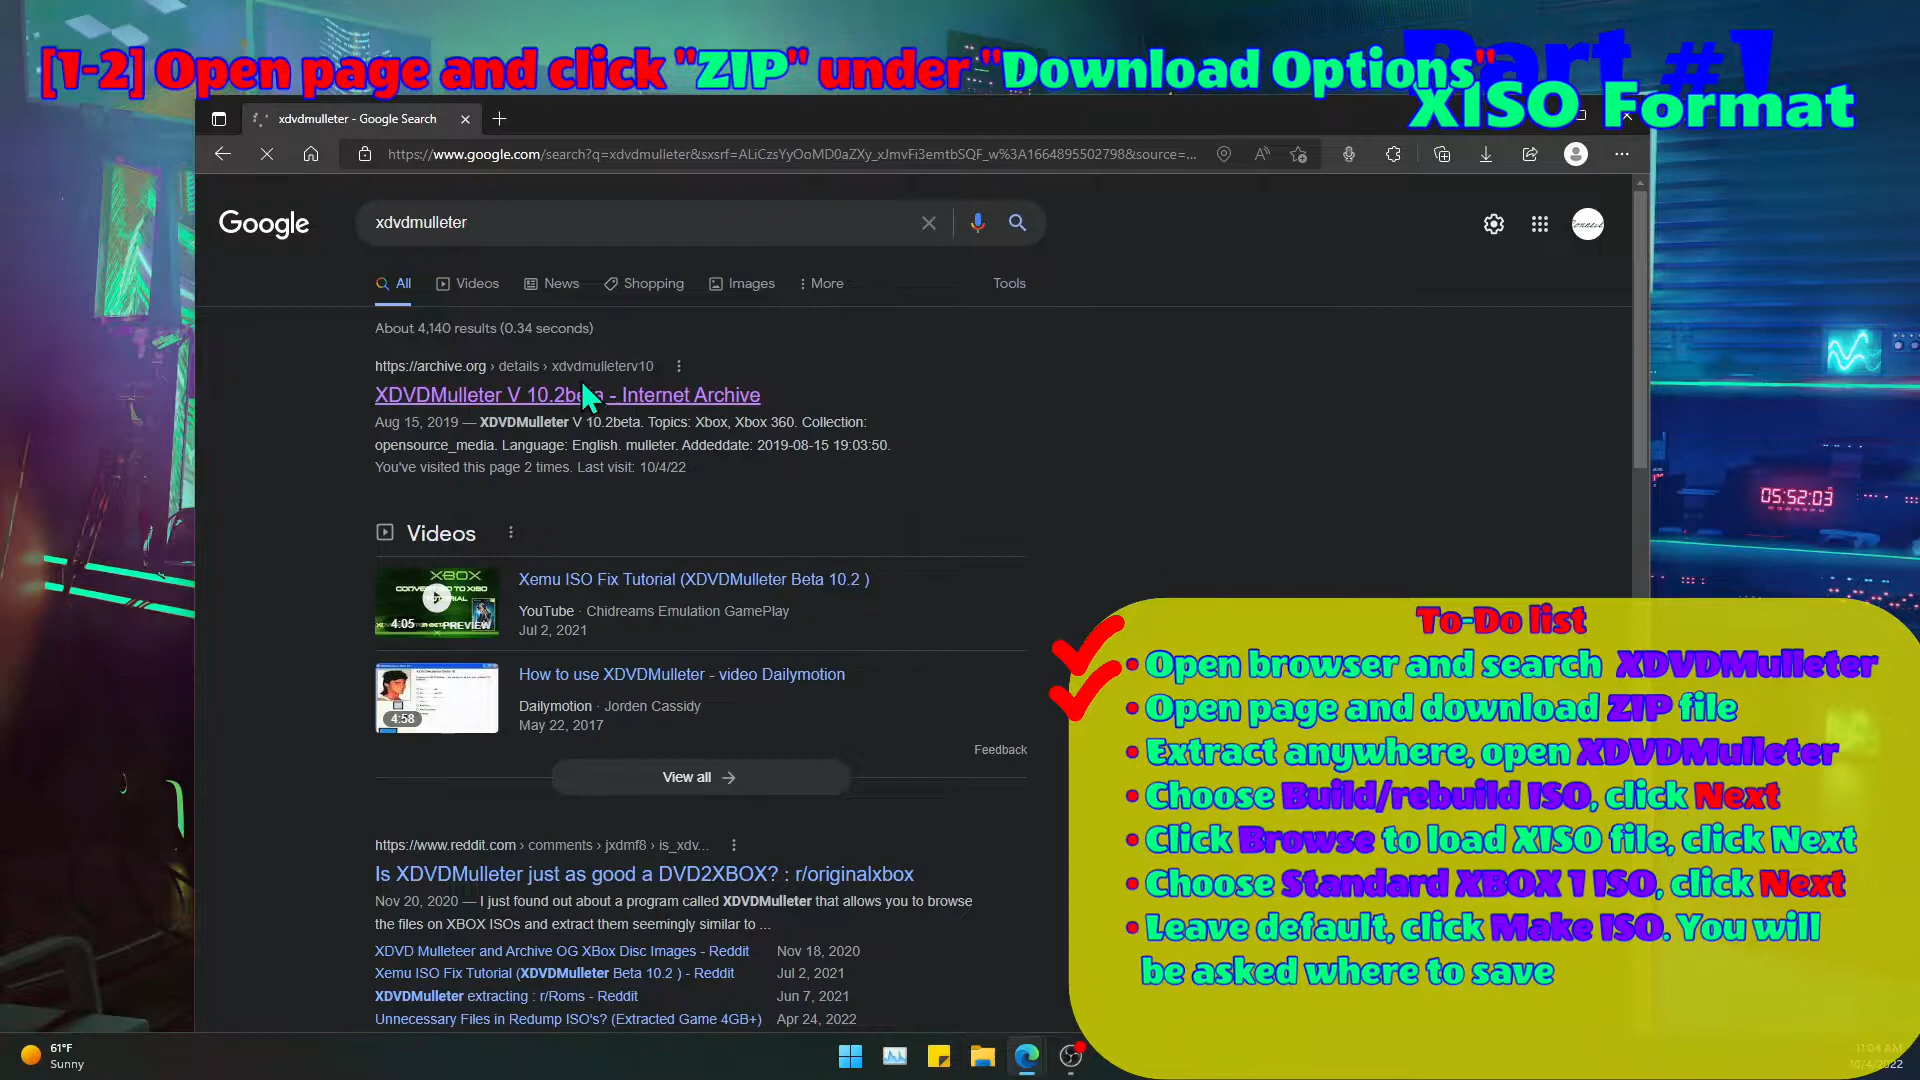 [1-2] Open page and click "ZIP" under "Download Options"
Part #1
XISO Format
xdvdmulleter - Google Search
https://www.google.com/search?q=xdvdmulleter&sxsrf=ALiCzsYyOoMD0aZXy_xJmvFi3emtbSQF_w%3A1664895502798&source=...
Google
xdvdmulleter
All
Videos
News
Shopping
Images
More
Tools
About 4,140 results (0.34 seconds)
https://archive.org › details › xdvdmulleterv10
XDVDMulleter V 10.2beta - Internet Archive
Aug 15, 2019 — XDVDMulleter V 10.2beta. Topics: Xbox, Xbox 360. Collection:
opensource_media. Language: English. mulleter. Addeddate: 2019-08-15 19:03:50.
You've visited this page 2 times. Last visit: 10/4/22
Videos
XBOX
4:05
PREVIEW
Xemu ISO Fix Tutorial (XDVDMulleter Beta 10.2 )
YouTube · Chidreams Emulation GamePlay
Jul 2, 2021
4:58
How to use XDVDMulleter - video Dailymotion
Dailymotion · Jorden Cassidy
May 22, 2017
Feedback
View all
https://www.reddit.com › comments › jxdmf8 › is_xdv...
Is XDVDMulleter just as good a DVD2XBOX? : r/originalxbox
Nov 20, 2020 — I just found out about a program called XDVDMulleter that allows you to browse
the files on XBOX ISOs and extract them seemingly similar to ...
XDVD Mulleteer and Archive OG XBox Disc Images - Reddit Nov 18, 2020
Xemu ISO Fix Tutorial (XDVDMulleter Beta 10.2 ) - Reddit Jul 2, 2021
XDVDMulleter extracting : r/Roms - Reddit Jun 7, 2021
Unnecessary Files in Redump ISO's? (Extracted Game 4GB+) Apr 24, 2022
05:52:03
To-Do list
• Open browser and search XDVDMulleter
• Open page and download ZIP file
• Extract anywhere, open XDVDMulleter
• Choose Build/rebuild ISO, click Next
• Click Browse to load XISO file, click Next
• Choose Standard XBOX 1 ISO, click Next
• Leave default, click Make ISO. You will
be asked where to save
61°F
Sunny
11:04 AM
10/4/2022